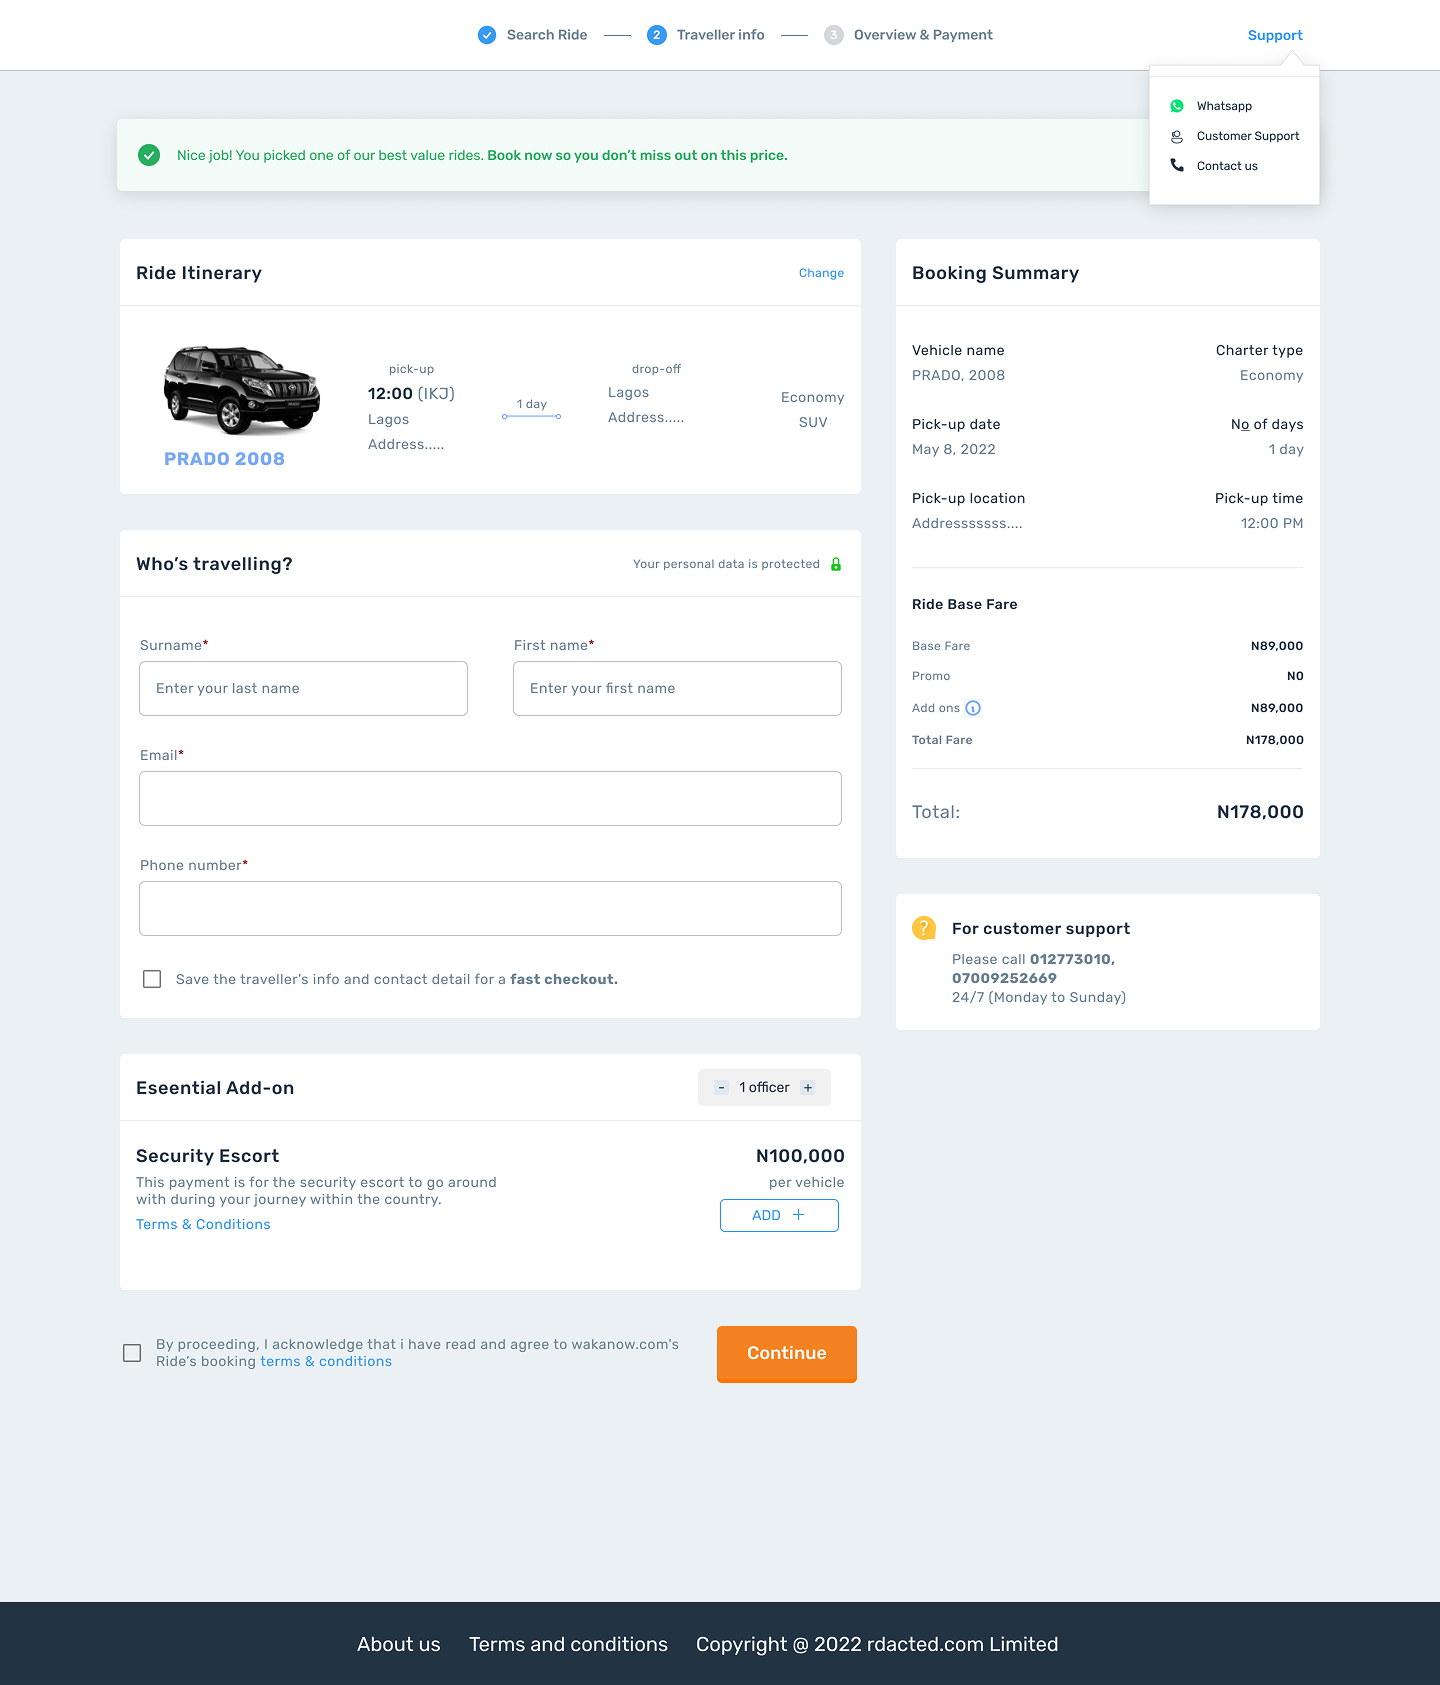 Search Ride
2
Traveller info
3
Overview & Payment
Support
Whatsapp
Customer Support
Contact us
Nice job! You picked one of our best value rides. Book now so you don’t miss out on this price.
Ride Itinerary
Change
PRADO 2008
pick-up
12:00 (IKJ)
Lagos
Address.....
1 day
drop-off
Lagos
Address.....
Economy
SUV
Who’s travelling?
Your personal data is protected
Surname*
Enter your last name
First name*
Enter your first name
Email*
Phone number*
Save the traveller’s info and contact detail for a fast checkout.
Eseential Add-on
- 1 officer +
Security Escort
This payment is for the security escort to go around
with during your journey within the country.
Terms & Conditions
N100,000
per vehicle
ADD +
By proceeding, I acknowledge that i have read and agree to wakanow.com's
Ride’s booking terms & conditions
Continue
Booking Summary
Vehicle name
PRADO, 2008
Charter type
Economy
Pick-up date
May 8, 2022
No of days
1 day
Pick-up location
Addresssssss....
Pick-up time
12:00 PM
Ride Base Fare
Base Fare N89,000
Promo N0
Add ons N89,000
Total Fare N178,000
Total: N178,000
?
For customer support
Please call 012773010,
07009252669
24/7 (Monday to Sunday)
About us
Terms and conditions
Copyright @ 2022 rdacted.com Limited